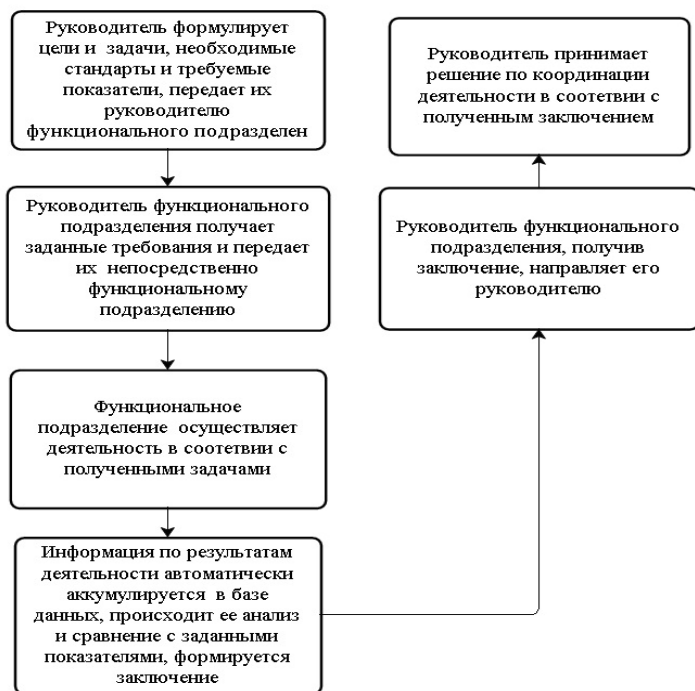 Руководитель формулирует
цели и задачи, необходимые
стандарты и требуемые
показатели, передает их
руководителю
функционального подразделен
Руководитель функционального
подразделения получает
заданные требования и передает
их непосредственно
функциональному
подразделению
Функциональное
подразделение осуществляет
деятельность в соотетвии с
полученными задачами
Информация по результатам
деятельности автоматически
аккумулируется в базе
данных, происходит ее анализ
и сравнение с заданными
показателями, формируется
заключение
Руководитель функционального
подразделения, получив
заключение, направляет его
руководителю
Руководитель принимает
решение по координации
деятельности в соотетвии с
полученным заключением